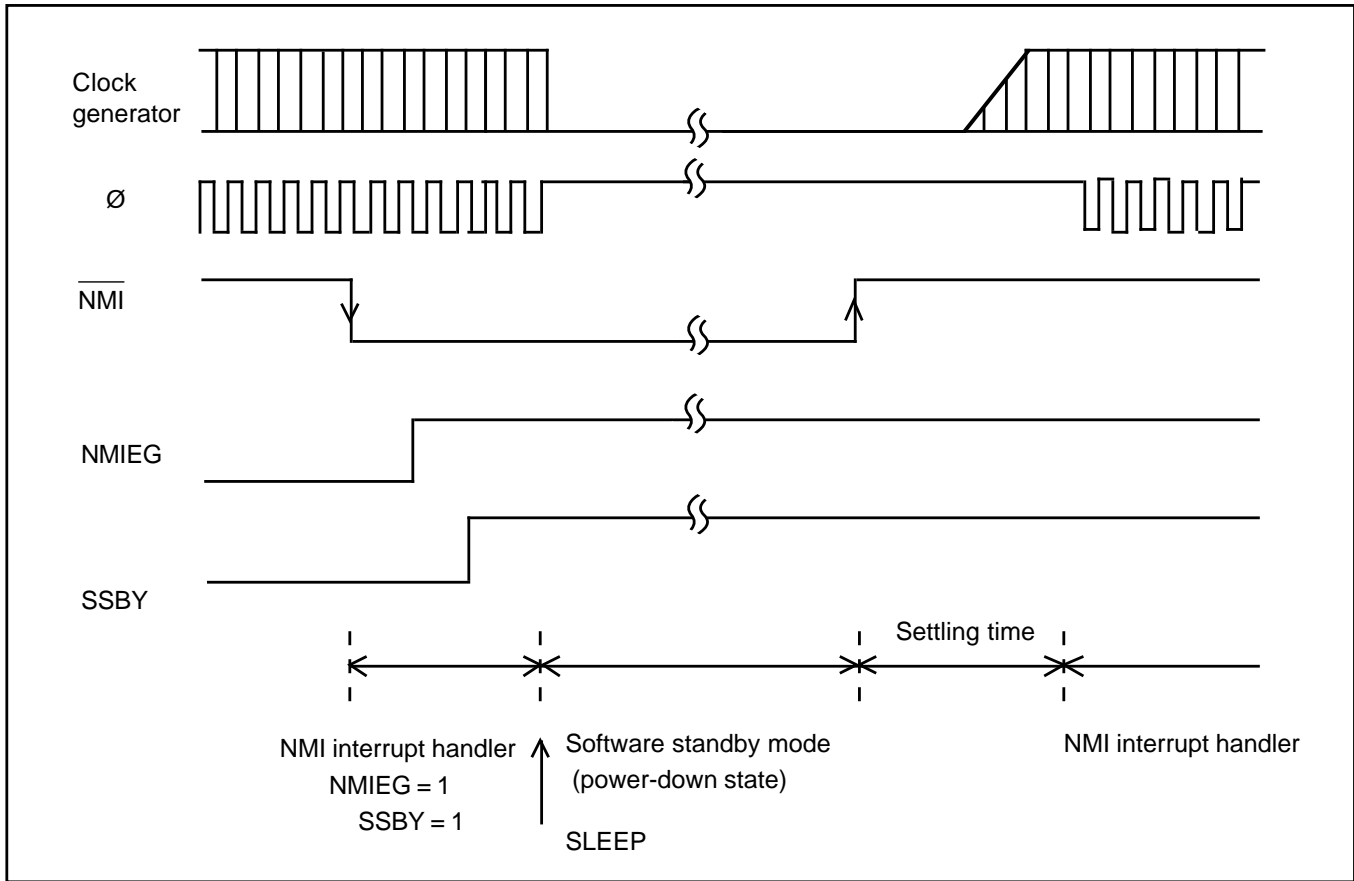 Clock
generator
Ø
NMI
NMIEG
SSBY
Settling time
NMI interrupt handler
NMIEG = 1
SSBY = 1
Software standby mode
(power-down state)
SLEEP
NMI interrupt handler